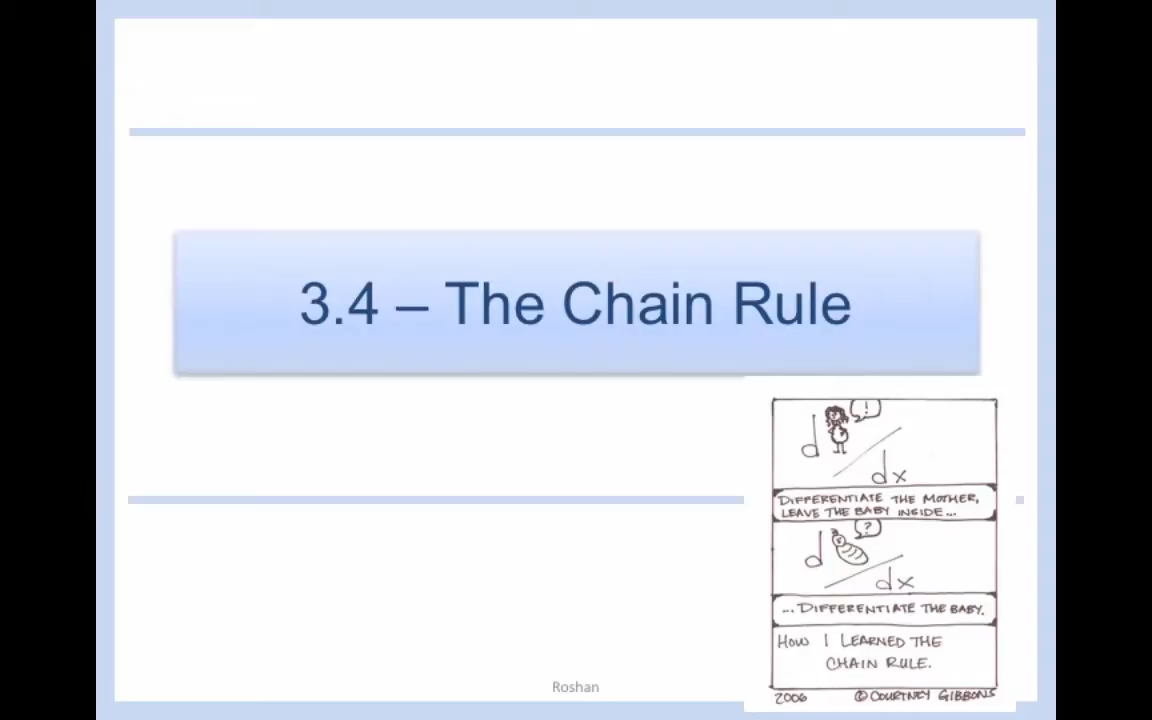 3.4 – The Chain Rule
!
d
dx
DIFFERENTIATE THE MOTHER,
LEAVE THE BABY INSIDE...
?
d
dx
...DIFFERENTIATE THE BABY.
HOW I LEARNED THE
CHAIN RULE.
2006 © COURTNEY GIBBONS
Roshan